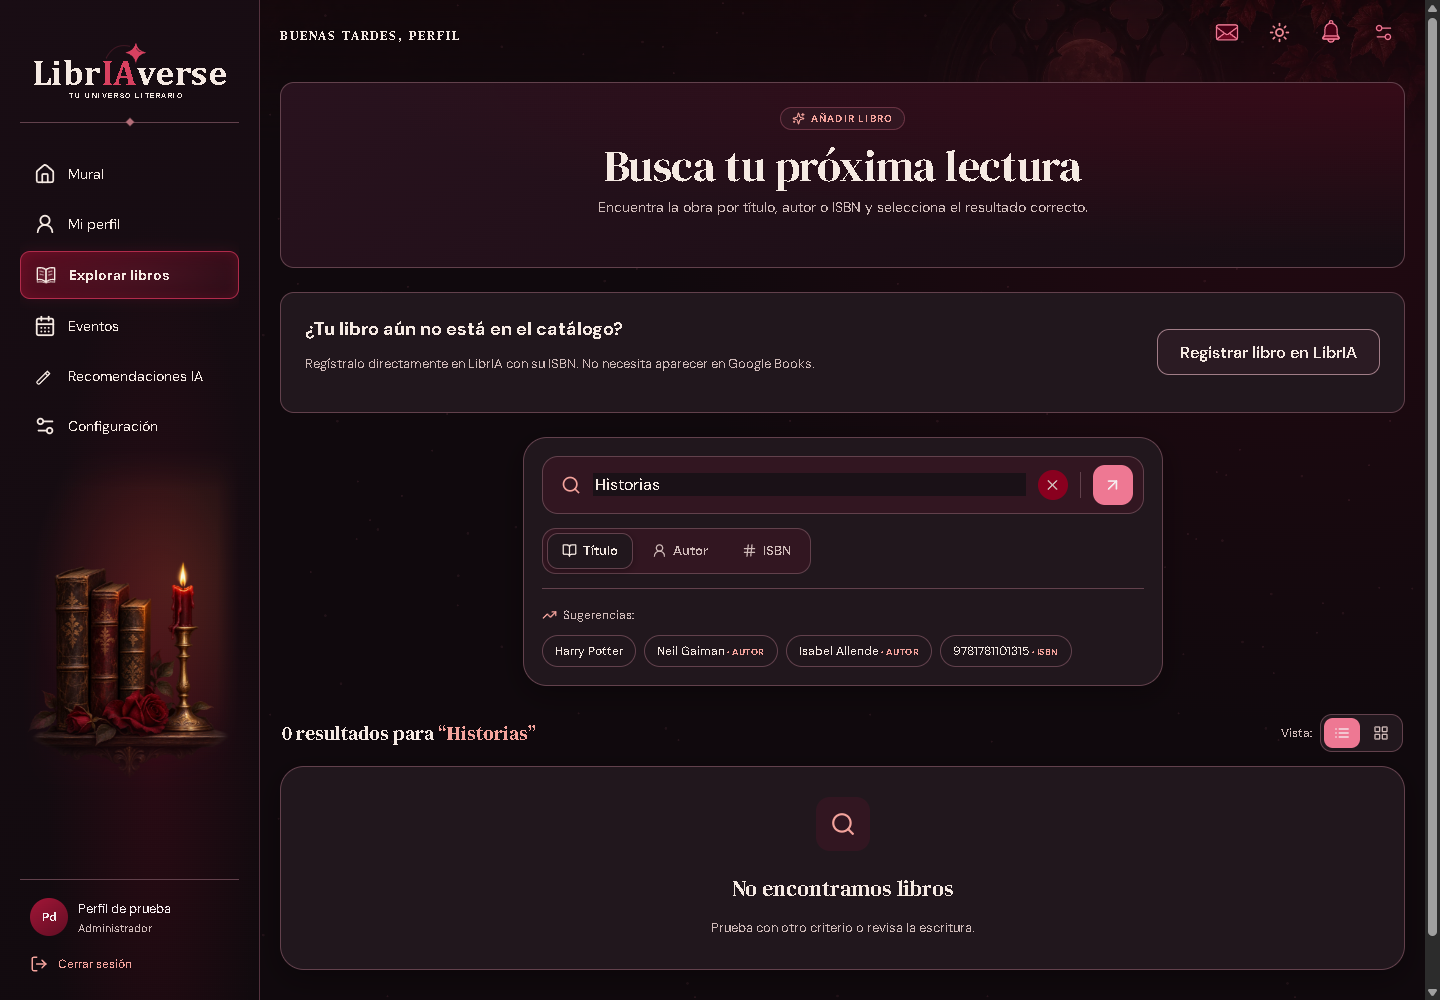 LibrIAverse
TU UNIVERSO LITERARIO
Mural
Mi perfil
Explorar libros
Eventos
Recomendaciones IA
Configuración
Pd
Perfil de prueba
Administrador
Cerrar sesión
BUENAS TARDES, PERFIL
AÑADIR LIBRO
Busca tu próxima lectura
Encuentra la obra por título, autor o ISBN y selecciona el resultado correcto.
¿Tu libro aún no está en el catálogo?
Regístralo directamente en LibrIA con su ISBN. No necesita aparecer en Google Books.
Registrar libro en LibrIA
Historias
Título Autor ISBN
Sugerencias:
Harry Potter Neil Gaiman · AUTOR Isabel Allende · AUTOR 9781781101315 · ISBN
0 resultados para “Historias” Vista:
No encontramos libros
Prueba con otro criterio o revisa la escritura.